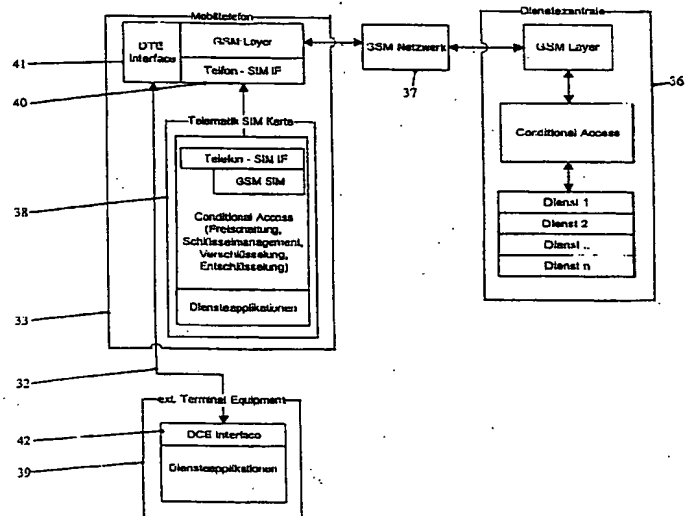 Mobiltelefon
DTE
Interface
GSM Layer
Telfon - SIM IF
41
40
GSM Netzwerk
37
Dienstezentrale
GSM Layer
36
Conditional Access
Dienst 1
Dienst 2
Dienst ..
Dienst n
Telematik SIM Karte
Telefon - SIM IF
GSM SIM
38
Conditional Access
(Freischaltung,
Schlüsselmanagement,
Verschlüsselung,
Entschlüsselung)
Diensteapplikationen
33
32
ext. Terminal Equipment
42
DCE Interface
39
Diensteapplikationen